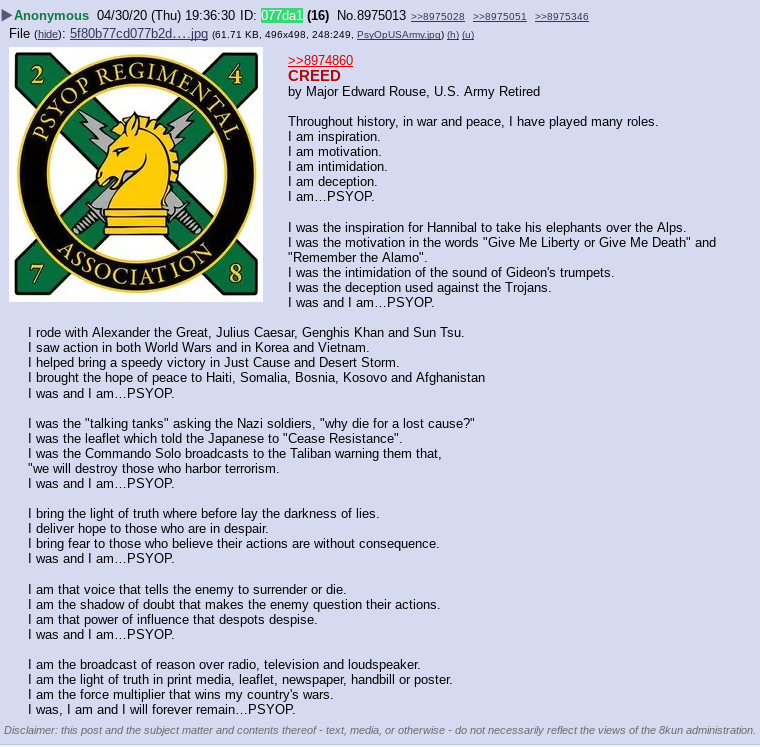 ▶Anonymous 04/30/20 (Thu) 19:36:30 ID: 077da1 (16) No.8975013 >>8975028 >>8975051 >>8975346
File (hide): 5f80b77cd077b2d….jpg (61.71 KB, 496x498, 248:249, PsyOpUSArmy.jpg) (h) (u)
2 4
PSYOP REGIMENTAL
ASSOCIATION
7 8
>>8974860
CREED
by Major Edward Rouse, U.S. Army Retired
Throughout history, in war and peace, I have played many roles.
I am inspiration.
I am motivation.
I am intimidation.
I am deception.
I am…PSYOP.
I was the inspiration for Hannibal to take his elephants over the Alps.
I was the motivation in the words "Give Me Liberty or Give Me Death" and
"Remember the Alamo".
I was the intimidation of the sound of Gideon's trumpets.
I was the deception used against the Trojans.
I was and I am…PSYOP.
I rode with Alexander the Great, Julius Caesar, Genghis Khan and Sun Tsu.
I saw action in both World Wars and in Korea and Vietnam.
I helped bring a speedy victory in Just Cause and Desert Storm.
I brought the hope of peace to Haiti, Somalia, Bosnia, Kosovo and Afghanistan
I was and I am…PSYOP.
I was the "talking tanks" asking the Nazi soldiers, "why die for a lost cause?"
I was the leaflet which told the Japanese to "Cease Resistance".
I was the Commando Solo broadcasts to the Taliban warning them that,
"we will destroy those who harbor terrorism.
I was and I am…PSYOP.
I bring the light of truth where before lay the darkness of lies.
I deliver hope to those who are in despair.
I bring fear to those who believe their actions are without consequence.
I was and I am…PSYOP.
I am that voice that tells the enemy to surrender or die.
I am the shadow of doubt that makes the enemy question their actions.
I am that power of influence that despots despise.
I was and I am…PSYOP.
I am the broadcast of reason over radio, television and loudspeaker.
I am the light of truth in print media, leaflet, newspaper, handbill or poster.
I am the force multiplier that wins my country's wars.
I was, I am and I will forever remain…PSYOP.
Disclaimer: this post and the subject matter and contents thereof - text, media, or otherwise - do not necessarily reflect the views of the 8kun administration.